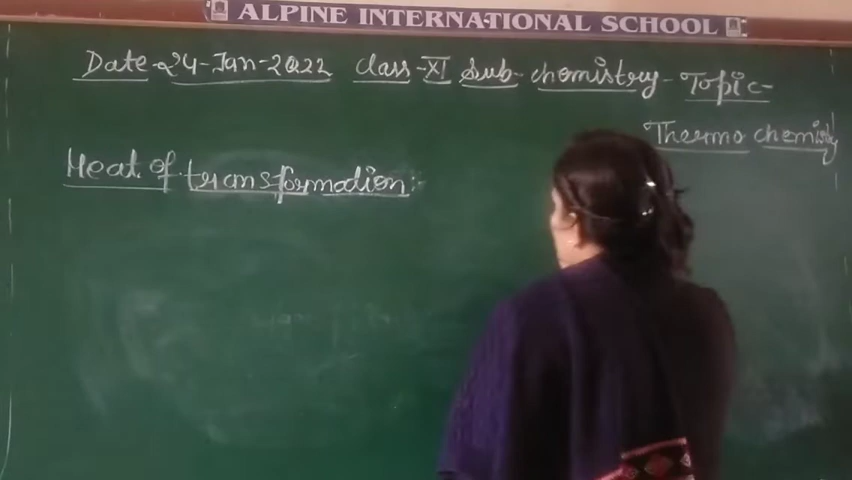 ALPINE INTERNATIONAL SCHOOL
Date-24-Jan-2022 Class-XI Sub-chemistry-Topic-
Thermo chemistry
Heat of transformation: